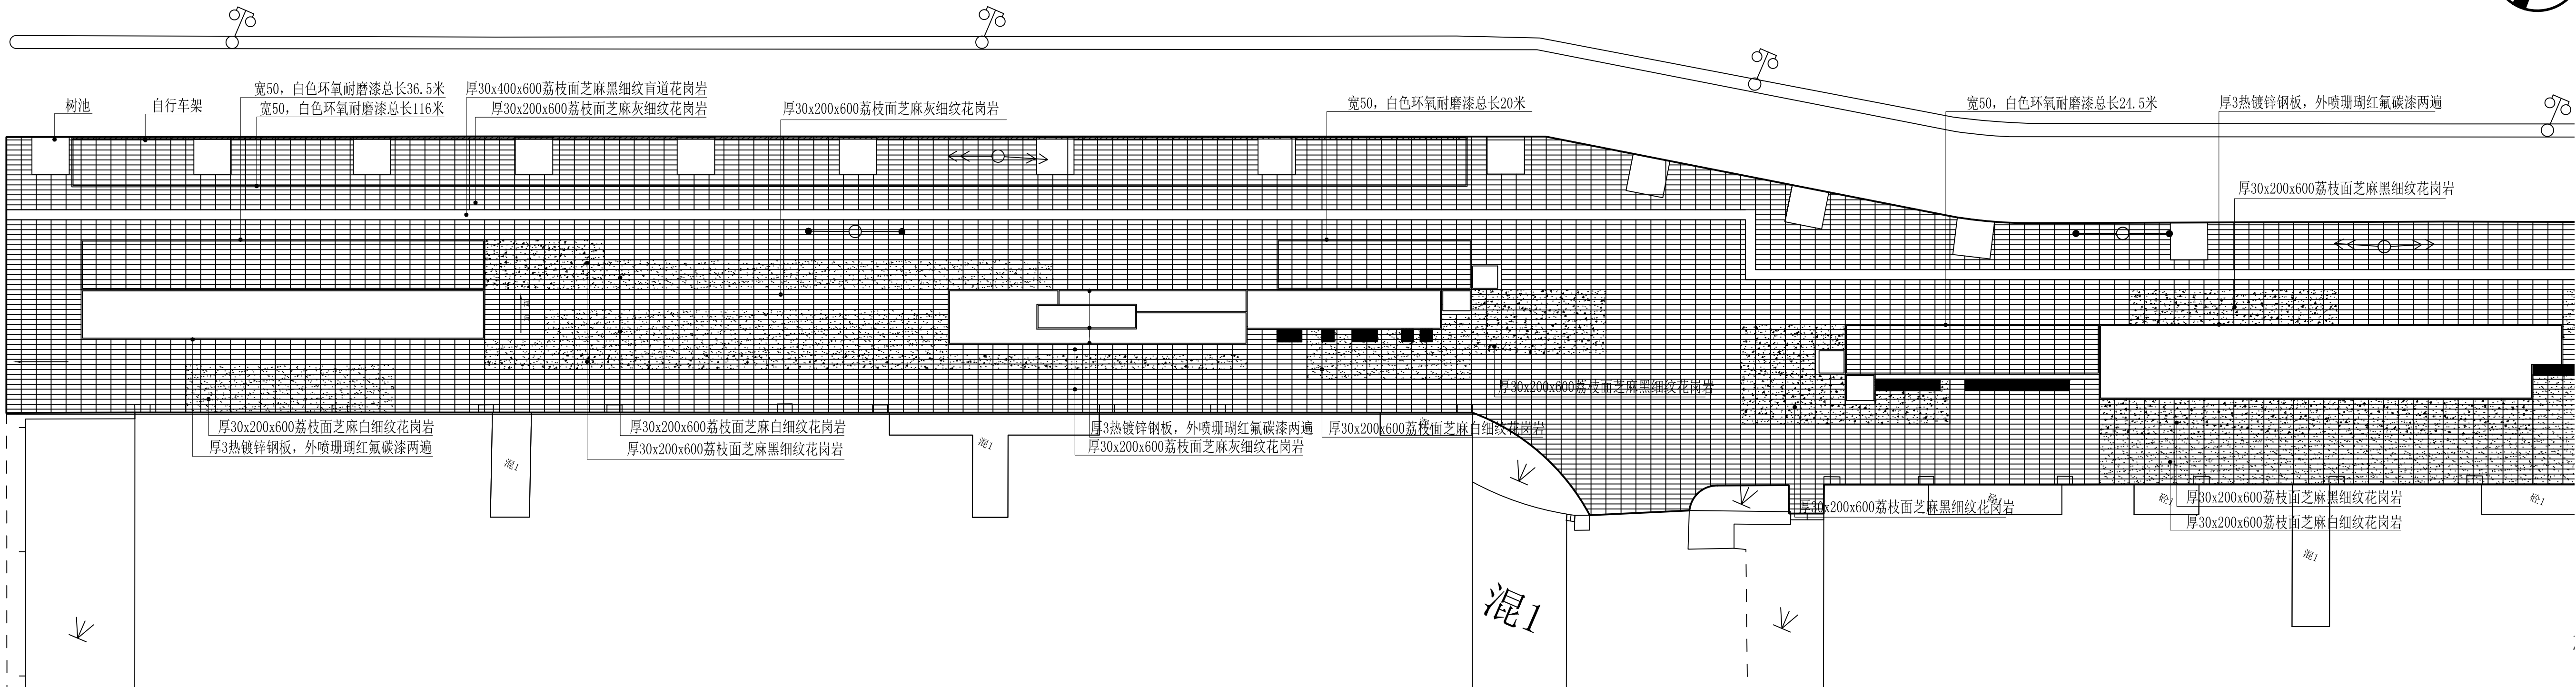 宽50，白色环氧耐磨漆总长36.5米
厚30x400x600荔枝面芝麻黑细纹盲道花岗岩
树池
自行车架
宽50，白色环氧耐磨漆总长116米
厚30x200x600荔枝面芝麻灰细纹花岗岩
厚30x200x600荔枝面芝麻灰细纹花岗岩
宽50，白色环氧耐磨漆总长20米
宽50，白色环氧耐磨漆总长24.5米
厚3热镀锌钢板，外喷珊瑚红氟碳漆两遍
厚30x200x600荔枝面芝麻黑细纹花岗岩
厚30x200x600荔枝面芝麻黑细纹花岗岩
厚30x200x600荔枝面芝麻白细纹花岗岩
厚30x200x600荔枝面芝麻白细纹花岗岩
厚3热镀锌钢板，外喷珊瑚红氟碳漆两遍
厚30x200x600荔枝面芝麻白细纹花岗岩
厚3热镀锌钢板，外喷珊瑚红氟碳漆两遍
厚30x200x600荔枝面芝麻黑细纹花岗岩
厚30x200x600荔枝面芝麻灰细纹花岗岩
混1
混1
厚30x200x600荔枝面芝麻黑细纹花岗岩
砼1
砼1
砼1
厚30x200x600荔枝面芝麻黑细纹花岗岩
厚30x200x600荔枝面芝麻白细纹花岗岩
混1
混1